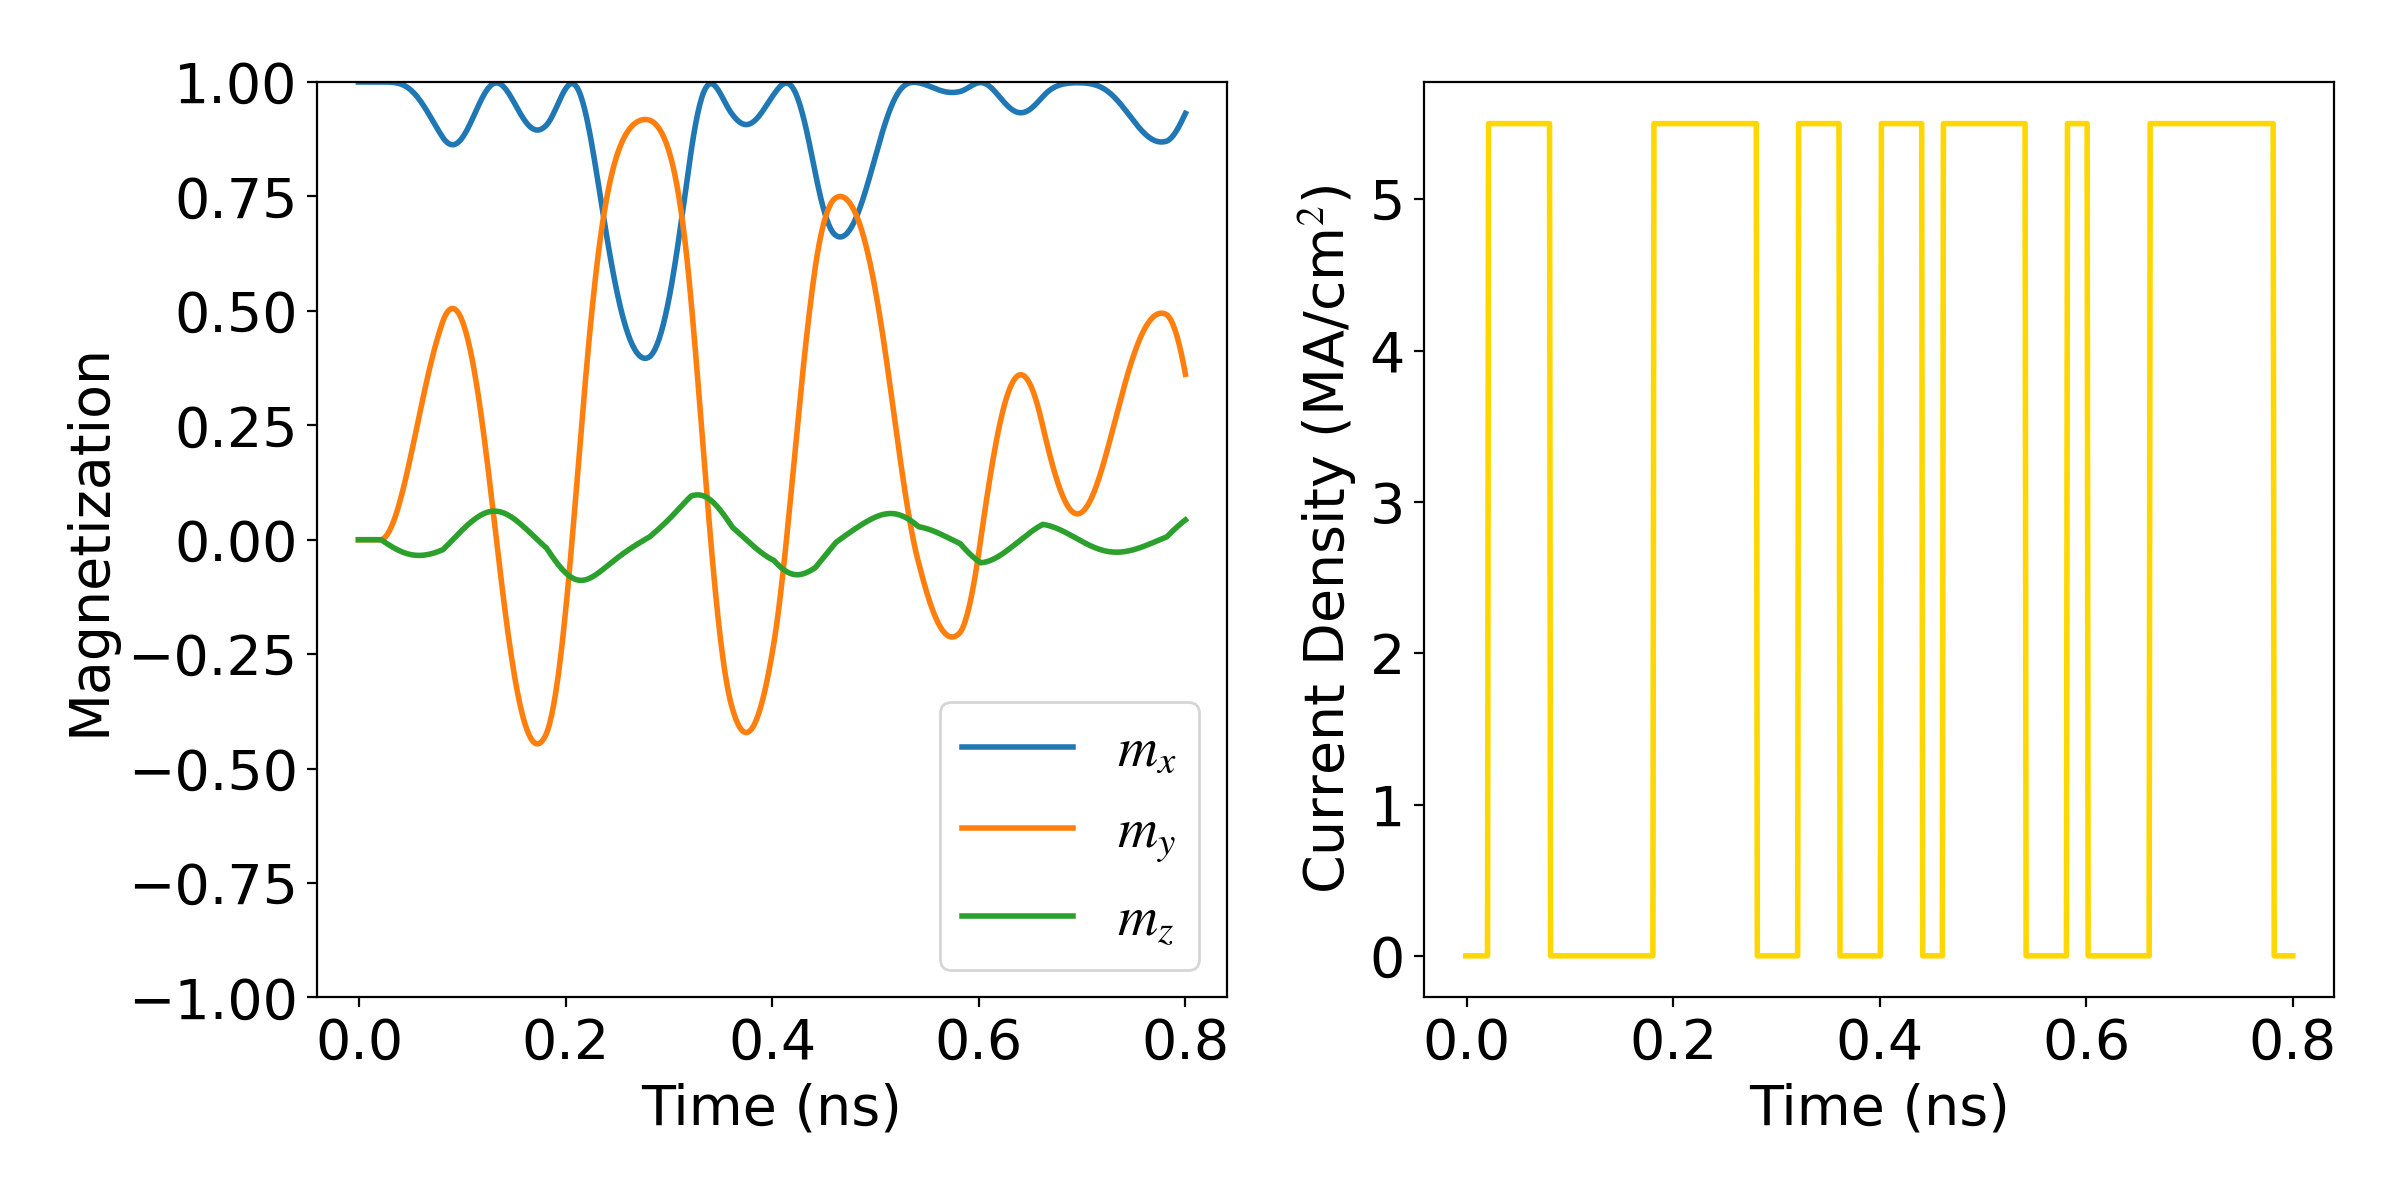 1.00
0.75
0.50
0.25
0.00
−0.25
−0.50
−0.75
−1.00
Magnetization
0.0 0.2 0.4 0.6 0.8
Time (ns)
m_x
m_y
m_z
5
4
3
2
1
0
Current Density (MA/cm²)
0.0 0.2 0.4 0.6 0.8
Time (ns)